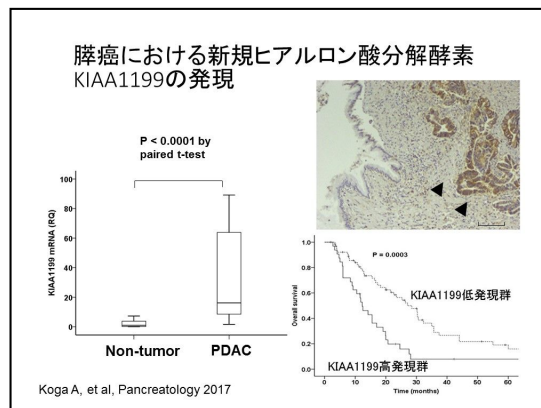 膵癌における新規ヒアルロン酸分解酵素
KIAA1199の発現
P < 0.0001 by
paired t-test
KIAA1199 mRNA (RQ)
100
80
60
40
20
0
Non-tumor PDAC
P = 0.0003
Overall survival
1.0
0.8
0.6
0.4
0.2
0.0
KIAA1199低発現群
KIAA1199高発現群
0 10 20 30 40 50 60
Time (months)
Koga A, et al, Pancreatology 2017